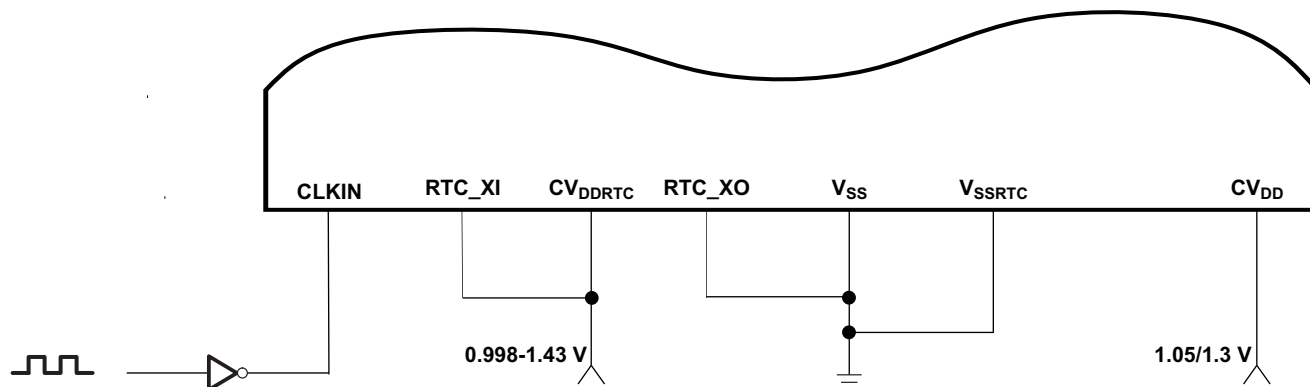 CLKIN
RTC_XI
CVDDRTC
RTC_XO
VSS
VSSRTC
CVDD
0.998-1.43 V
1.05/1.3 V